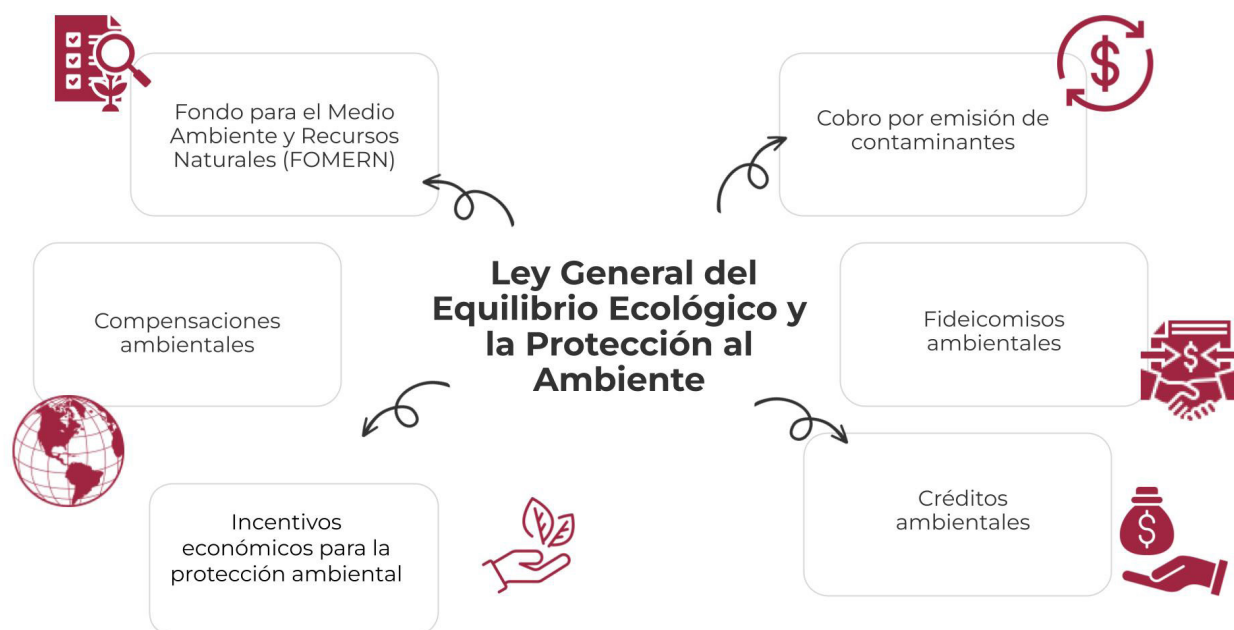 Fondo para el Medio
Ambiente y Recursos
Naturales (FOMERN)
Cobro por emisión de
contaminantes
Ley General del
Equilibrio Ecológico y
la Protección al
Ambiente
Compensaciones
ambientales
Fideicomisos
ambientales
Incentivos
económicos para la
protección ambiental
Créditos
ambientales
$
$
$